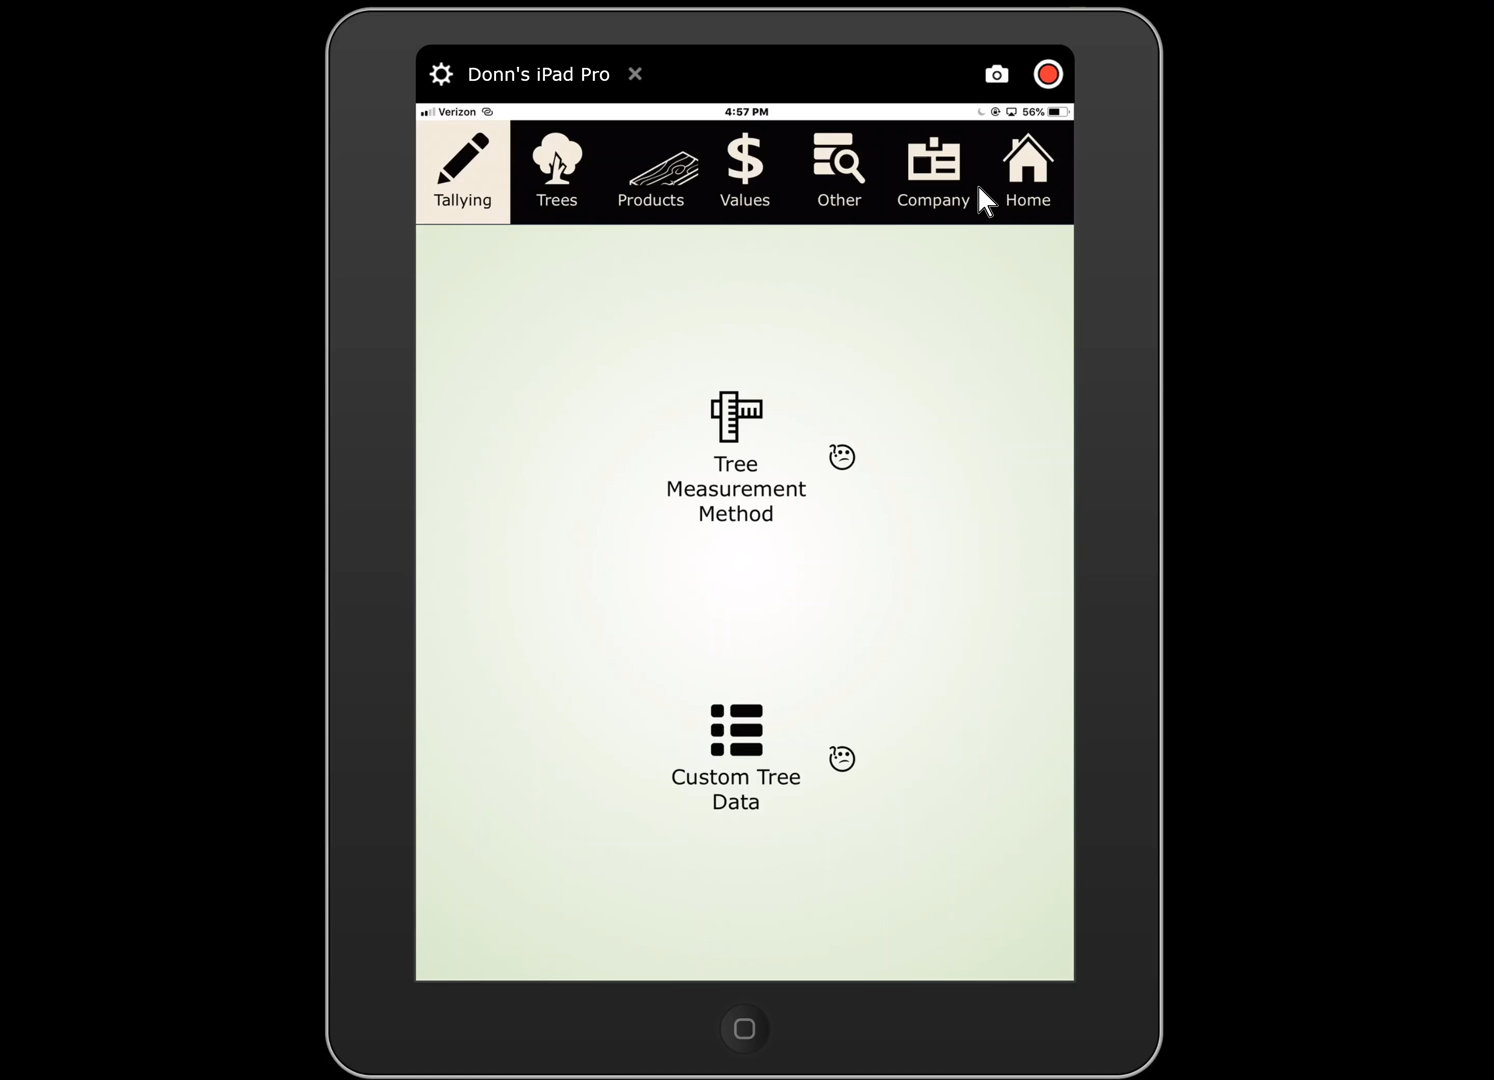 Donn's iPad Pro
Verizon 4:57 PM 56%
Tallying Trees Products Values Other Company Home
Tree
Measurement
Method
Custom Tree
Data